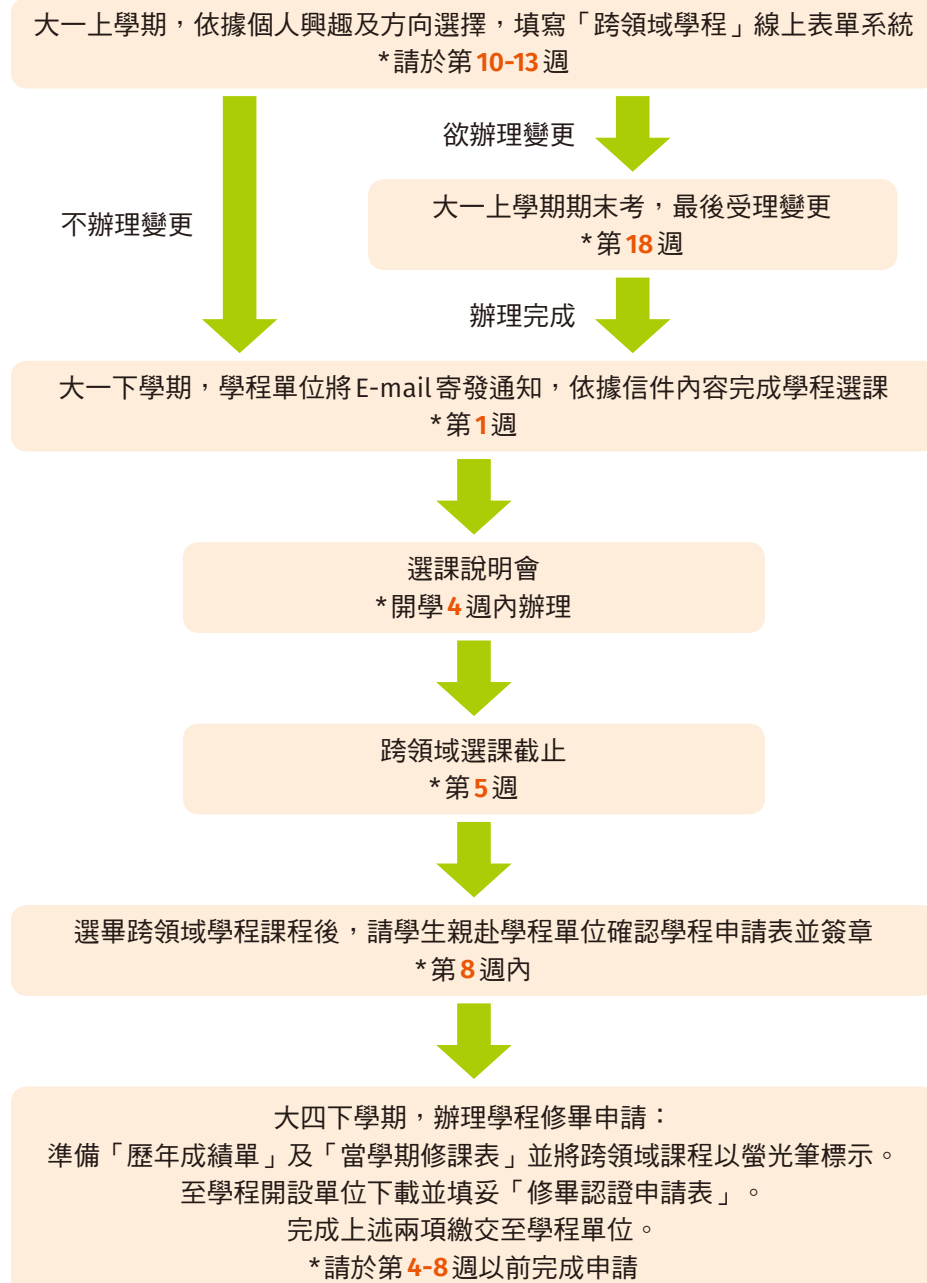 大一上學期，依據個人興趣及方向選擇，填寫「跨領域學程」線上表單系統
*請於第10-13週
欲辦理變更
不辦理變更
大一上學期期末考，最後受理變更
*第18週
辦理完成
大一下學期，學程單位將E-mail寄發通知，依據信件內容完成學程選課
*第1週
選課說明會
*開學4週內辦理
跨領域選課截止
*第5週
選畢跨領域學程課程後，請學生親赴學程單位確認學程申請表並簽章
*第8週內
大四下學期，辦理學程修畢申請：
準備「歷年成績單」及「當學期修課表」並將跨領域課程以螢光筆標示。
至學程開設單位下載並填妥「修畢認證申請表」。
完成上述兩項繳交至學程單位。
*請於第4-8週以前完成申請